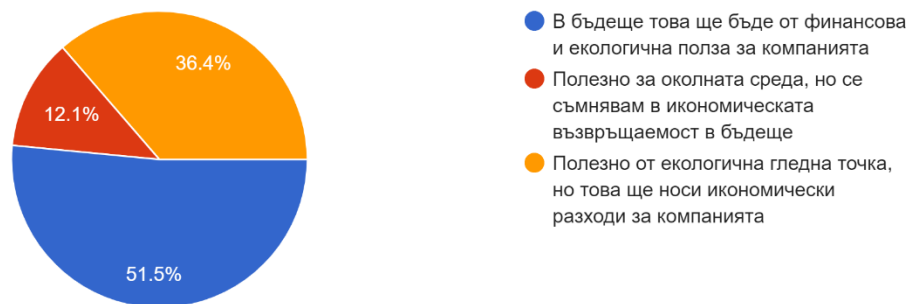 36.4%
12.1%
51.5%
В бъдеще това ще бъде от финансова
и екологична полза за компанията
Полезно за околната среда, но се
съмнявам в икономическата
възвръщаемост в бъдеще
Полезно от екологична гледна точка,
но това ще носи икономически
разходи за компанията